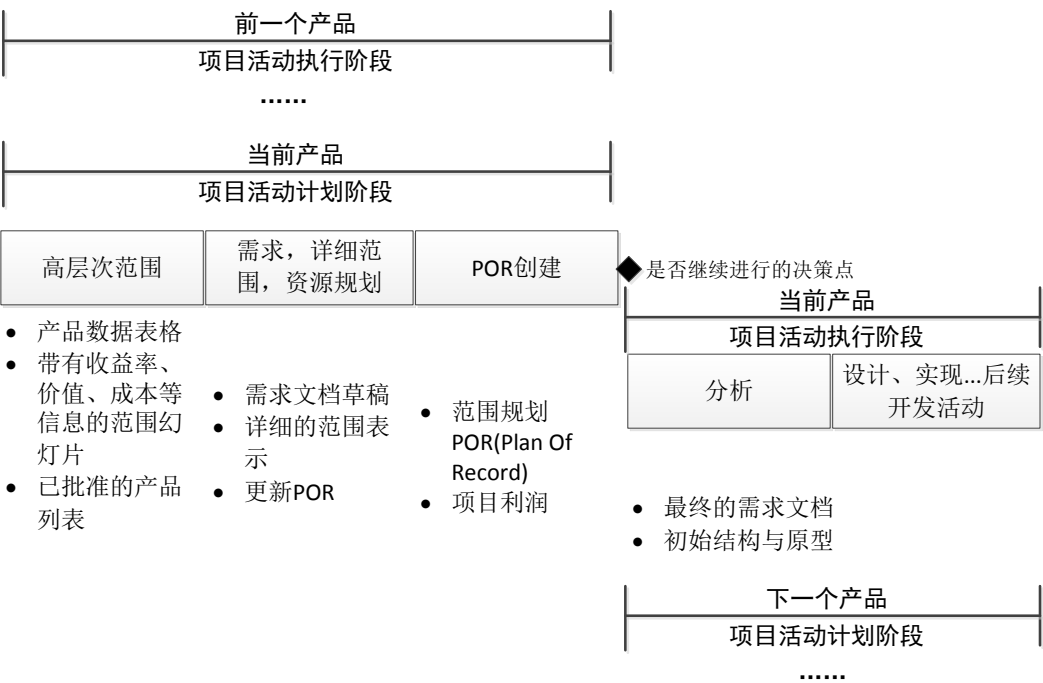 前一个产品
项目活动执行阶段
......
当前产品
项目活动计划阶段
高层次范围
需求，详细范
围，资源规划
POR创建
是否继续进行的决策点
• 产品数据表格
• 带有收益率、
价值、成本等
信息的范围幻
灯片
• 已批准的产品
列表
• 需求文档草稿
• 详细的范围表
示
• 更新POR
• 范围规划
POR(Plan Of
Record)
• 项目利润
当前产品
项目活动执行阶段
分析
设计、实现...后续
开发活动
• 最终的需求文档
• 初始结构与原型
下一个产品
项目活动计划阶段
......